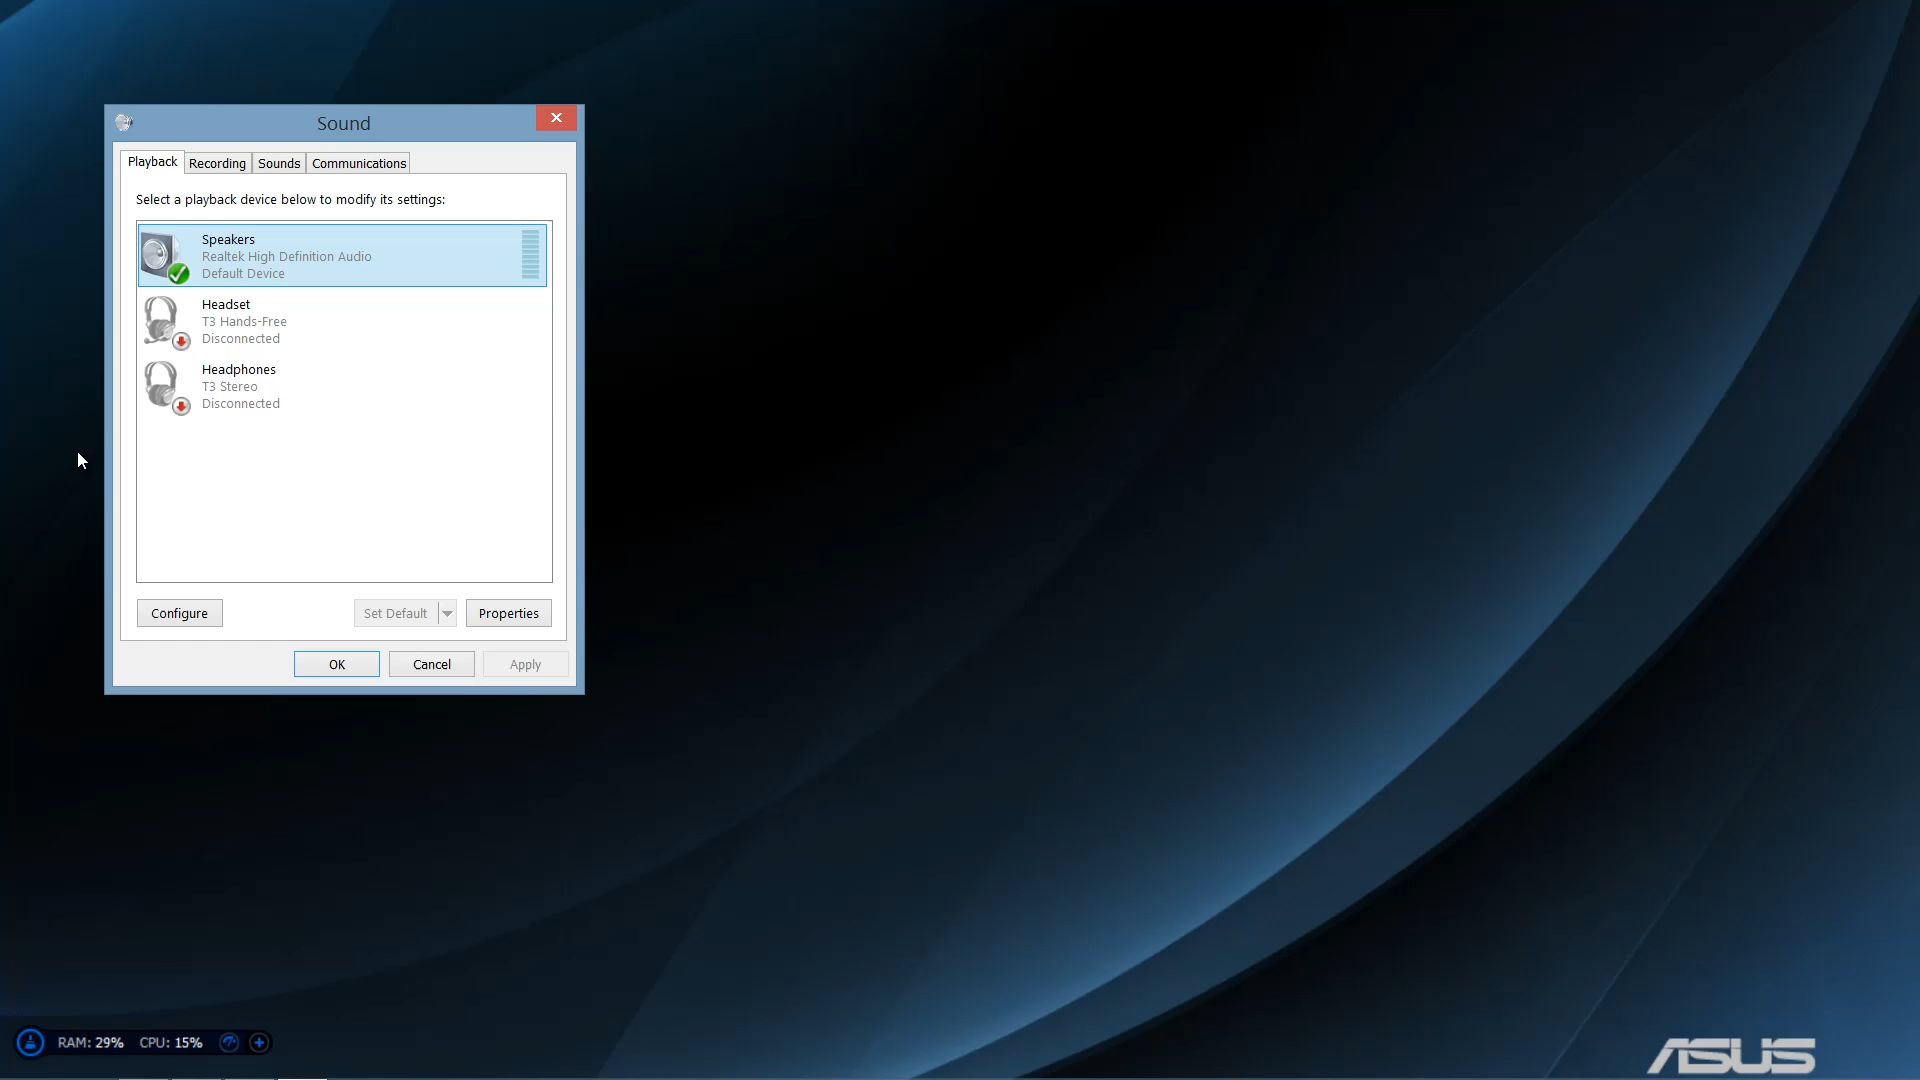 Sound
Playback
Recording
Sounds
Communications
Select a playback device below to modify its settings:
Speakers
Realtek High Definition Audio
Default Device
Headset
T3 Hands-Free
Disconnected
Headphones
T3 Stereo
Disconnected
Configure
Set Default
Properties
OK
Cancel
Apply
RAM: 29% CPU: 15%
ASUS